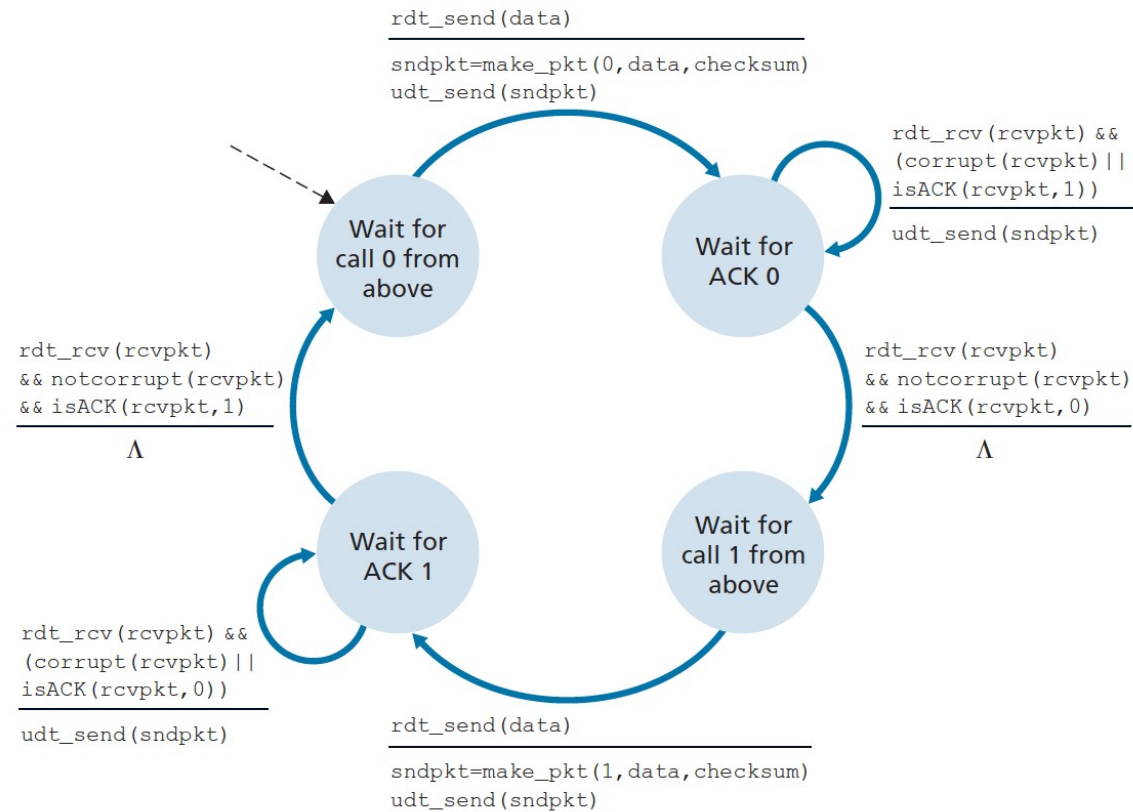 rdt_send(data)
sndpkt=make_pkt(0,data,checksum)
udt_send(sndpkt)
rdt_rcv(rcvpkt) &&
(corrupt(rcvpkt)||
isACK(rcvpkt,1))
udt_send(sndpkt)
Wait for
call 0 from
above
Wait for
ACK 0
rdt_rcv(rcvpkt)
&& notcorrupt(rcvpkt)
&& isACK(rcvpkt,1)
Λ
rdt_rcv(rcvpkt)
&& notcorrupt(rcvpkt)
&& isACK(rcvpkt,0)
Λ
Wait for
ACK 1
Wait for
call 1 from
above
rdt_rcv(rcvpkt) &&
(corrupt(rcvpkt)||
isACK(rcvpkt,0))
udt_send(sndpkt)
rdt_send(data)
sndpkt=make_pkt(1,data,checksum)
udt_send(sndpkt)